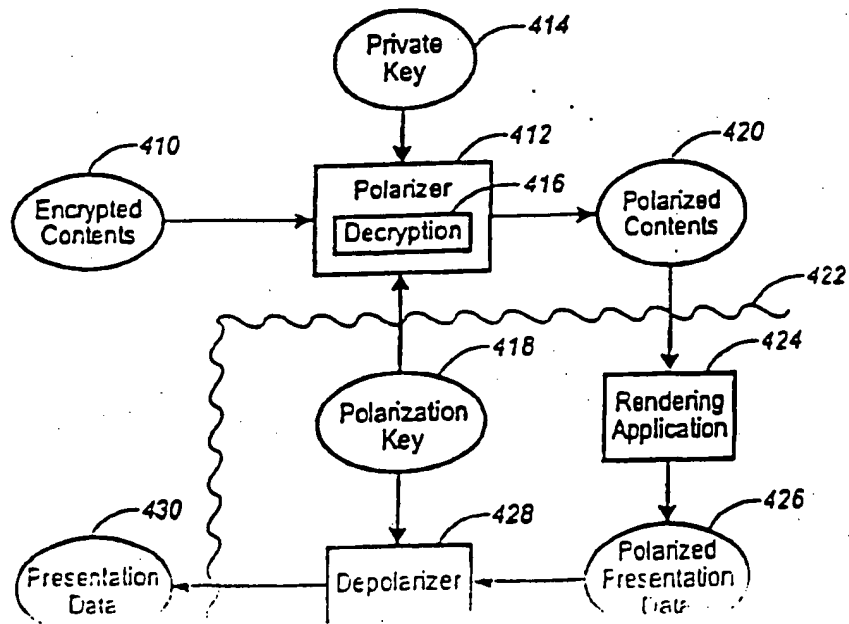 Private
Key
414
410
412
420
Encrypted
Contents
Polarizer
416
Decryption
Polarized
Contents
422
418
424
Polarization
Key
Rendering
Application
430
428
426
Presentation
Data
Depolarizer
Polarized
Presentation
Data